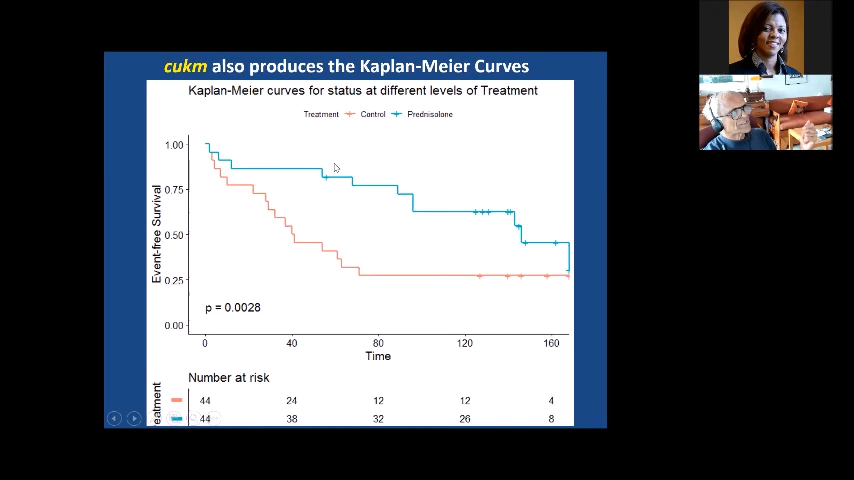 cukm also produces the Kaplan-Meier Curves
Kaplan-Meier curves for status at different levels of Treatment
Treatment Control Prednisolone
1.00
0.75
0.50
0.25
0.00
Event-free Survival
p = 0.0028
0 40 80 120 160
Time
Number at risk
eatment
44 24 12 12 4
44 38 32 26 8